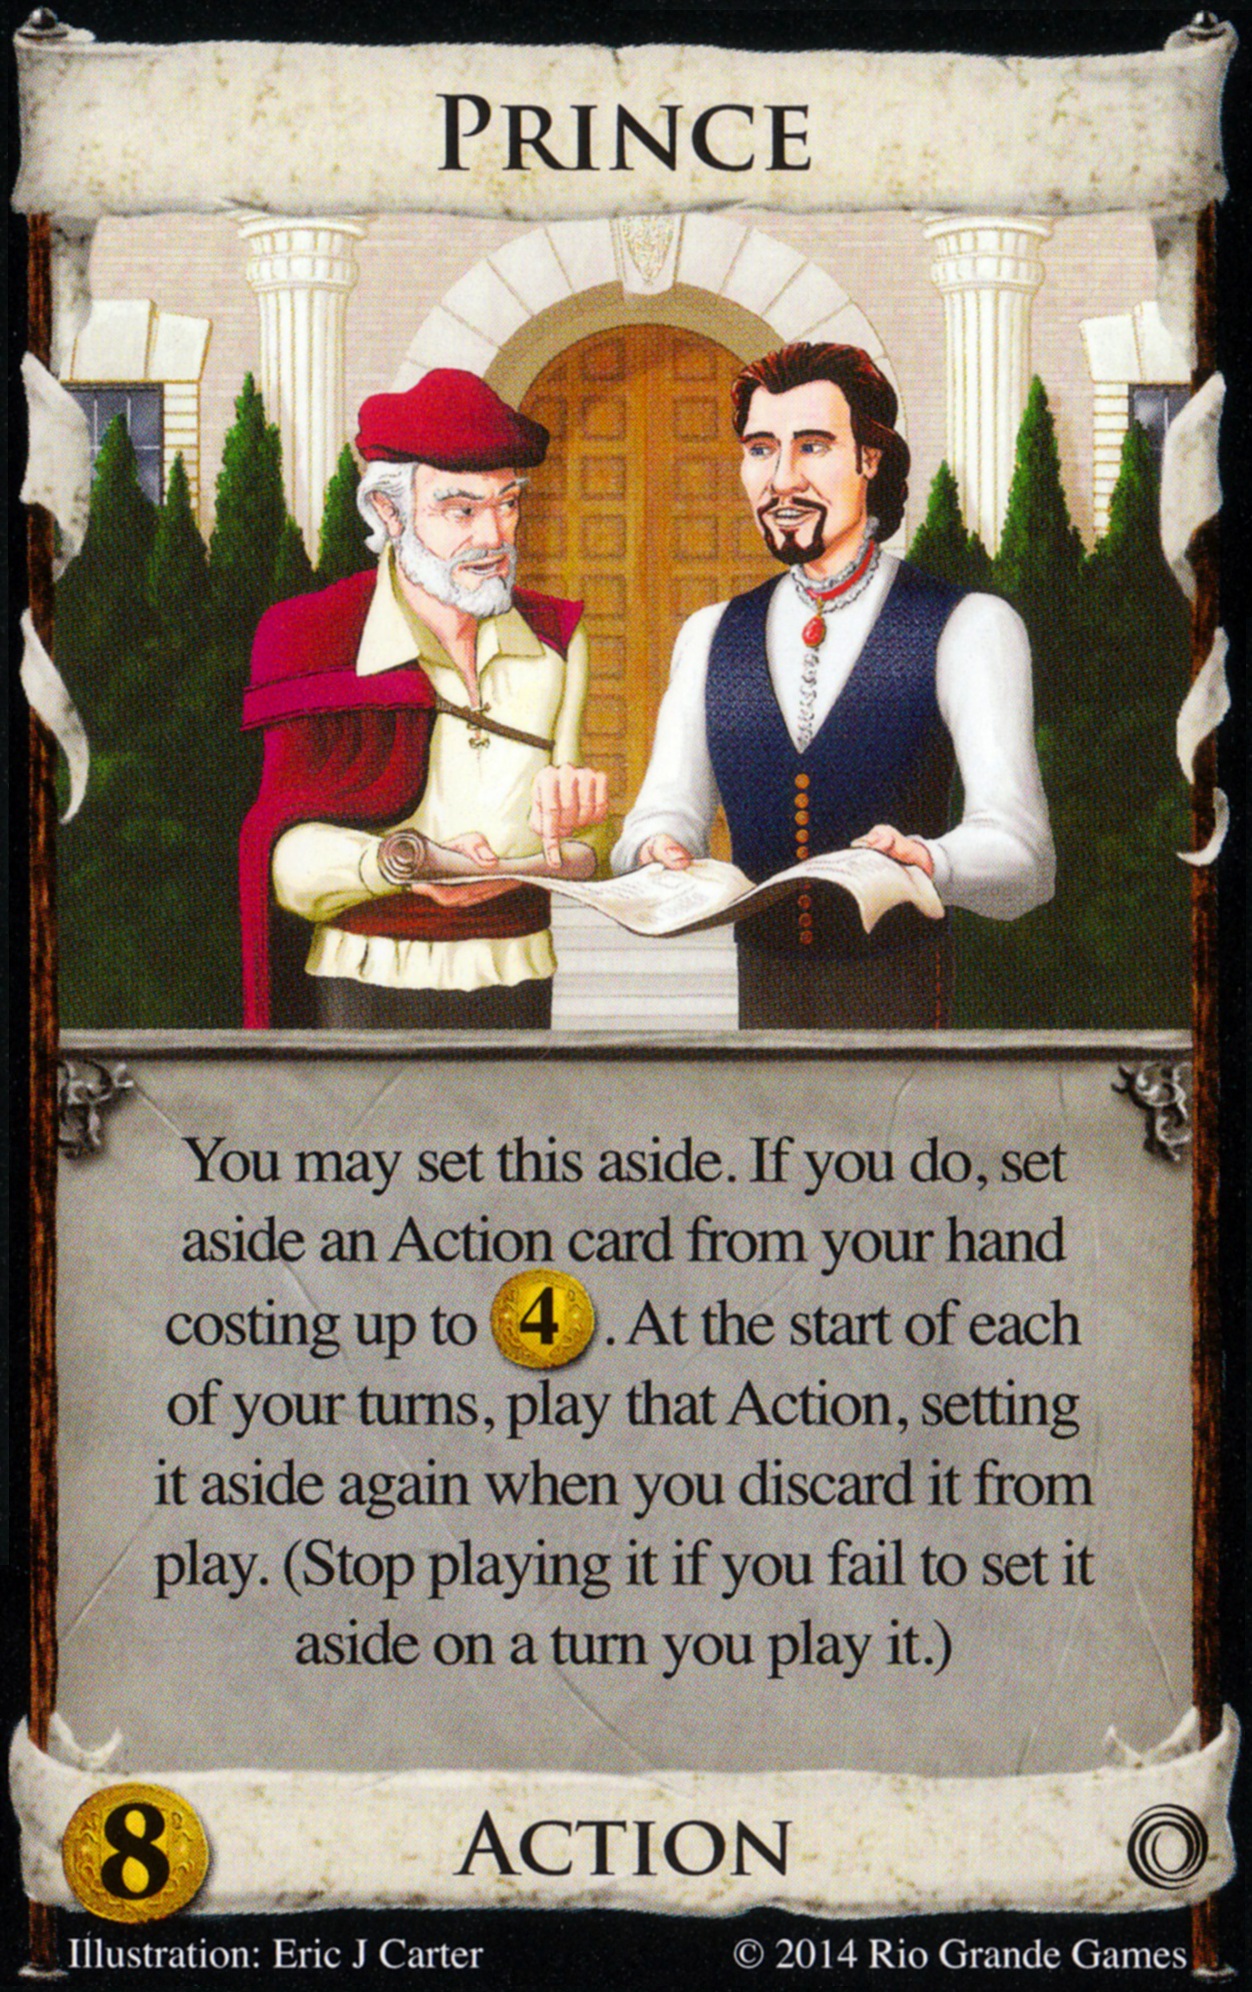 PRINCE
You may set this aside. If you do, set
aside an Action card from your hand
costing up to 4. At the start of each
of your turns, play that Action, setting
it aside again when you discard it from
play. (Stop playing it if you fail to set it
aside on a turn you play it.)
8 ACTION
Illustration: Eric J Carter © 2014 Rio Grande Games